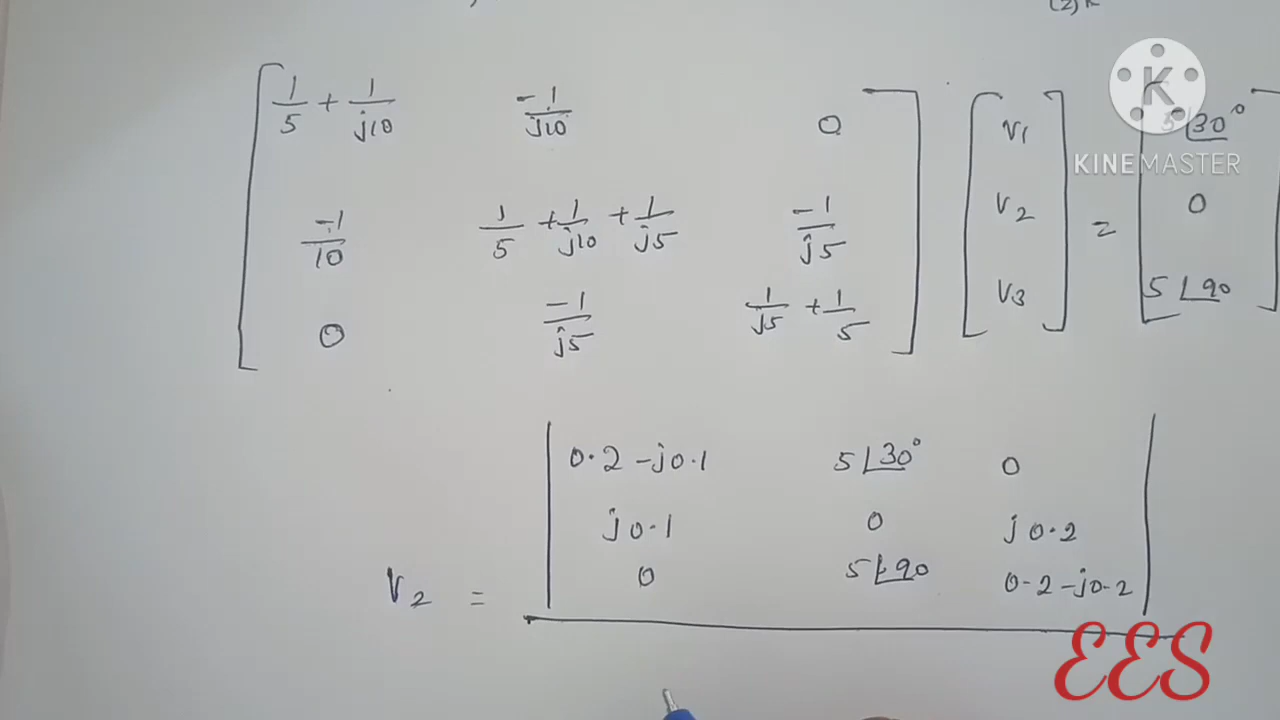 1/5 + 1/j10 -1/j10 0 V1 5∠30°
-1/10 1/5 + 1/j10 + 1/j5 -1/j5 V2 = 0
0 -1/j5 1/j5 + 1/5 V3 5∠90
KINEMASTER
0.2 -j0.1 5∠30° 0
j0.1 0 j0.2
0 5∠90 0.2 -j0.2
V2 =
EES